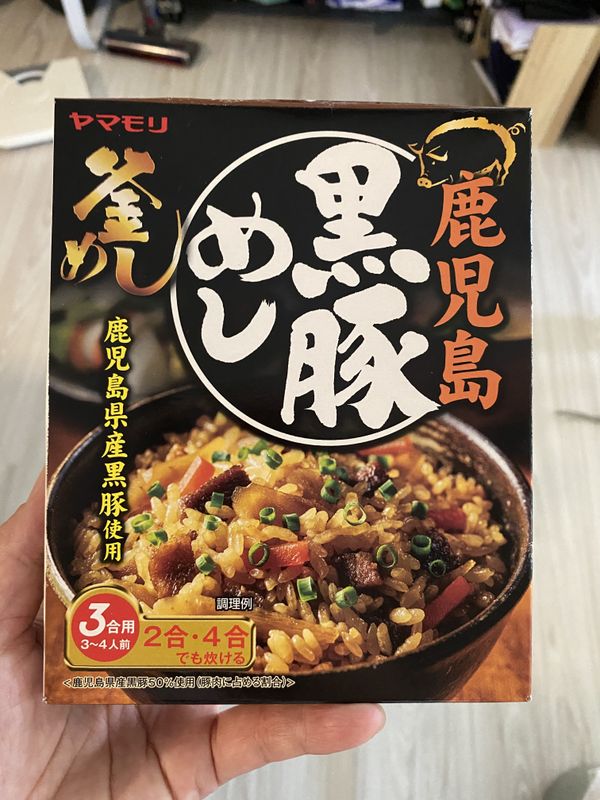 ヤマモリ
釜めし
鹿児島
黒豚
めし
鹿児島県産黒豚使用
調理例
3合用
3～4人前
2合・4合
でも炊ける
<鹿児島県産黒豚50%使用(豚肉に占める割合)>